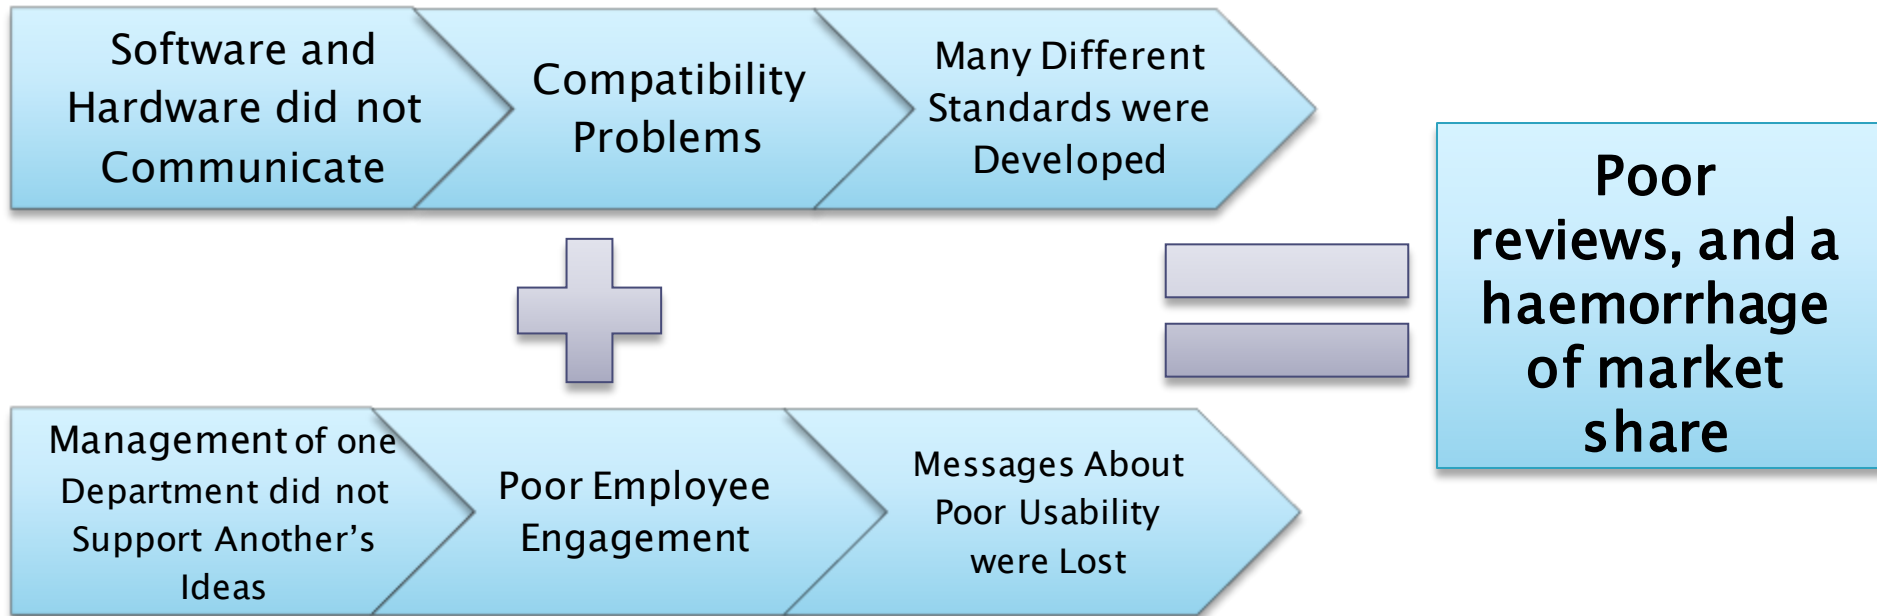 Software and
Hardware did not
Communicate
Compatibility
Problems
Many Different
Standards were
Developed
Management of one
Department did not
Support Another’s
Ideas
Poor Employee
Engagement
Messages About
Poor Usability
were Lost
Poor
reviews, and a
haemorrhage
of market
share